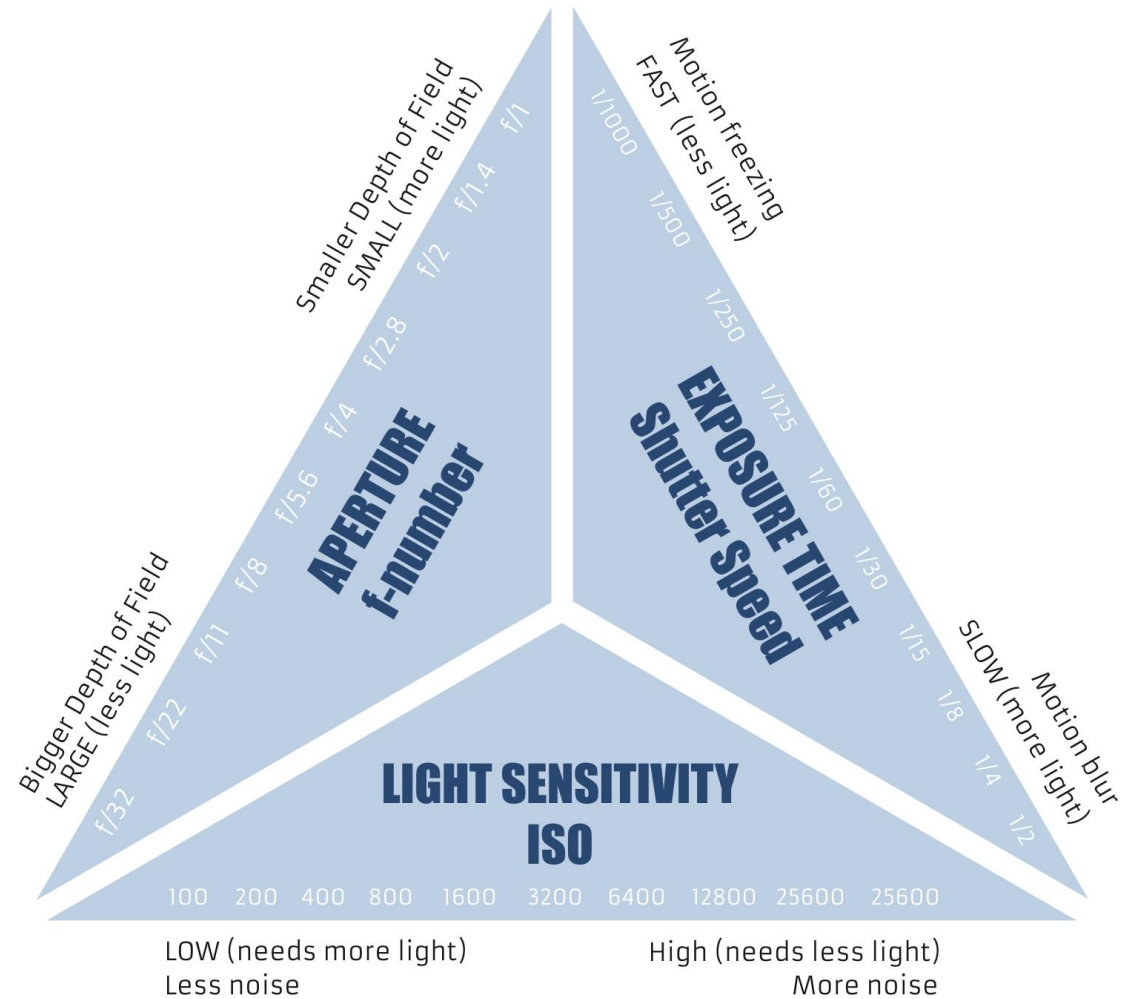 Smaller Depth of Field
SMALL (more light)
Bigger Depth of Field
LARGE (less light)
f/1
f/1.4
f/2
f/2.8
f/4
f/5.6
f/8
f/11
f/22
f/32
APERTURE
f-number
Motion freezing
FAST (less light)
1/1000
1/500
1/250
1/125
1/60
1/30
1/15
1/8
1/4
1/2
EXPOSURE TIME
Shutter Speed
Motion blur
SLOW (more light)
LIGHT SENSITIVITY
ISO
100 200 400 800 1600 3200 6400 12800 25600 25600
LOW (needs more light)
Less noise
High (needs less light)
More noise